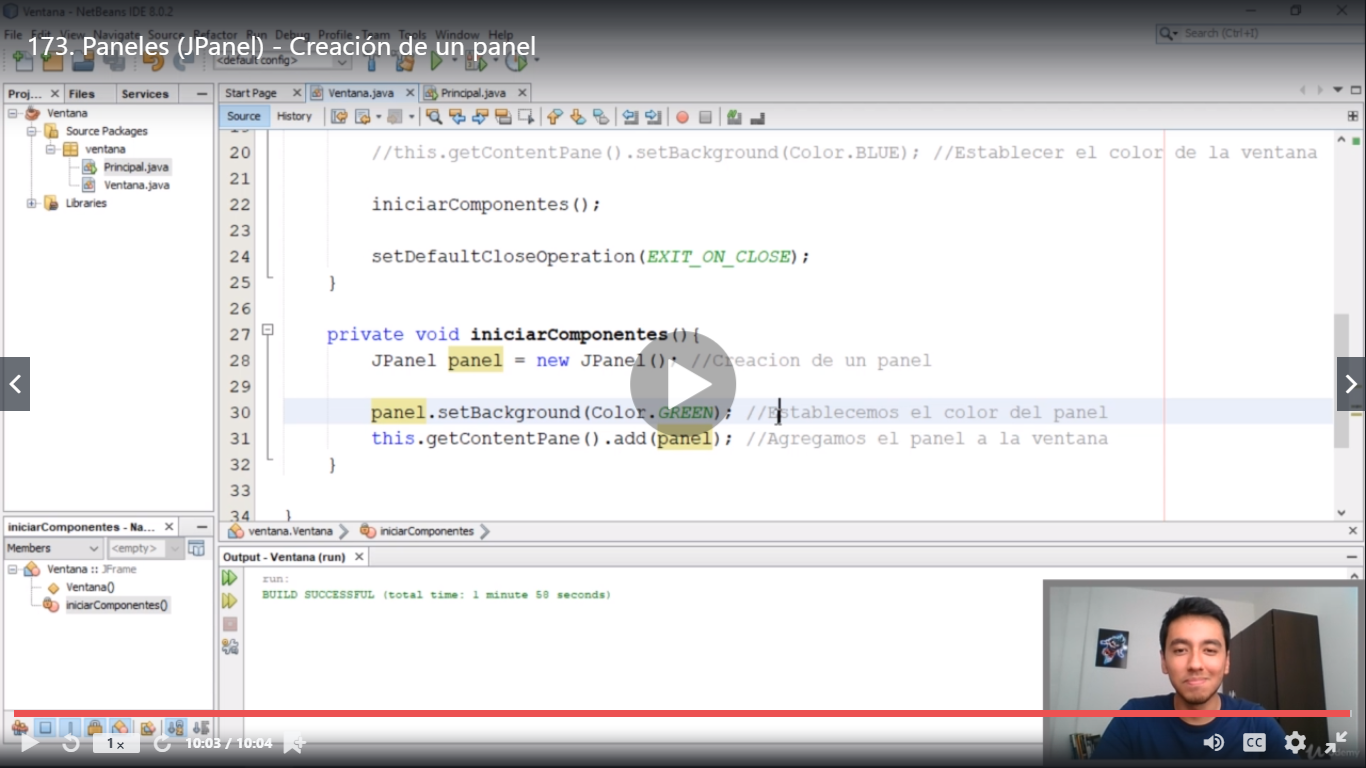 Ventana - NetBeans IDE 8.0.2
File Edit View Navigate Source Refactor Run Debug Profile Team Tools Window Help
Search (Ctrl+I)
173. Paneles (JPanel) - Creación de un panel
<default config>
Proj... Files Services
Start Page Ventana.java Principal.java
Source History
Ventana
Source Packages
ventana
Principal.java
Ventana.java
Libraries
20 //this.getContentPane().setBackground(Color.BLUE); //Establecer el color de la ventana
21
22 iniciarComponentes();
23
24 setDefaultCloseOperation(EXIT_ON_CLOSE);
25 }
26
27 private void iniciarComponentes(){
28 JPanel panel = new JPanel(); //Creacion de un panel
29
30 panel.setBackground(Color.GREEN); //Establecemos el color del panel
31 this.getContentPane().add(panel); //Agregamos el panel a la ventana
32 }
33
34 }
ventana.Ventana iniciarComponentes
iniciarComponentes - Na...
Members <empty>
Ventana :: JFrame
Ventana()
iniciarComponentes()
Output - Ventana (run)
run:
BUILD SUCCESSFUL (total time: 1 minute 58 seconds)
1x 10:03 / 10:04
CC